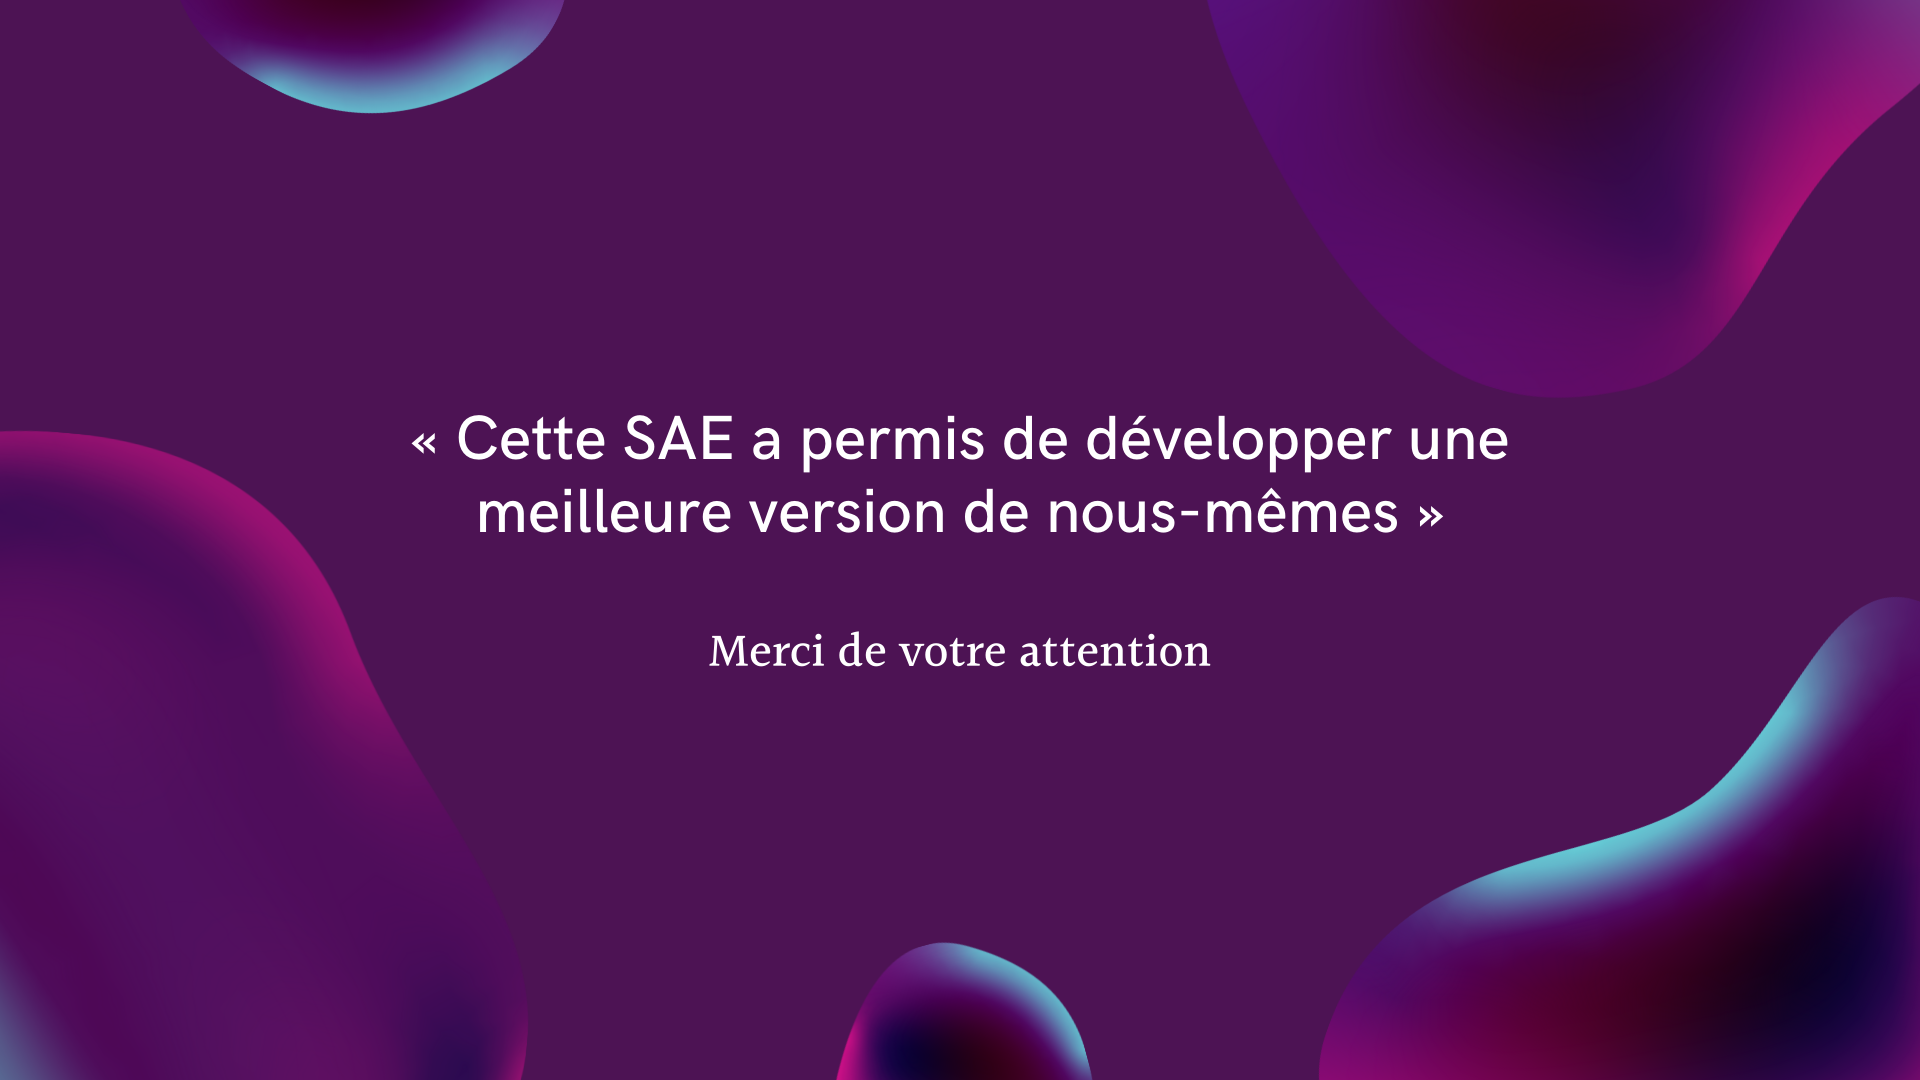 « Cette SAE a permis de développer une
meilleure version de nous-mêmes »
Merci de votre attention